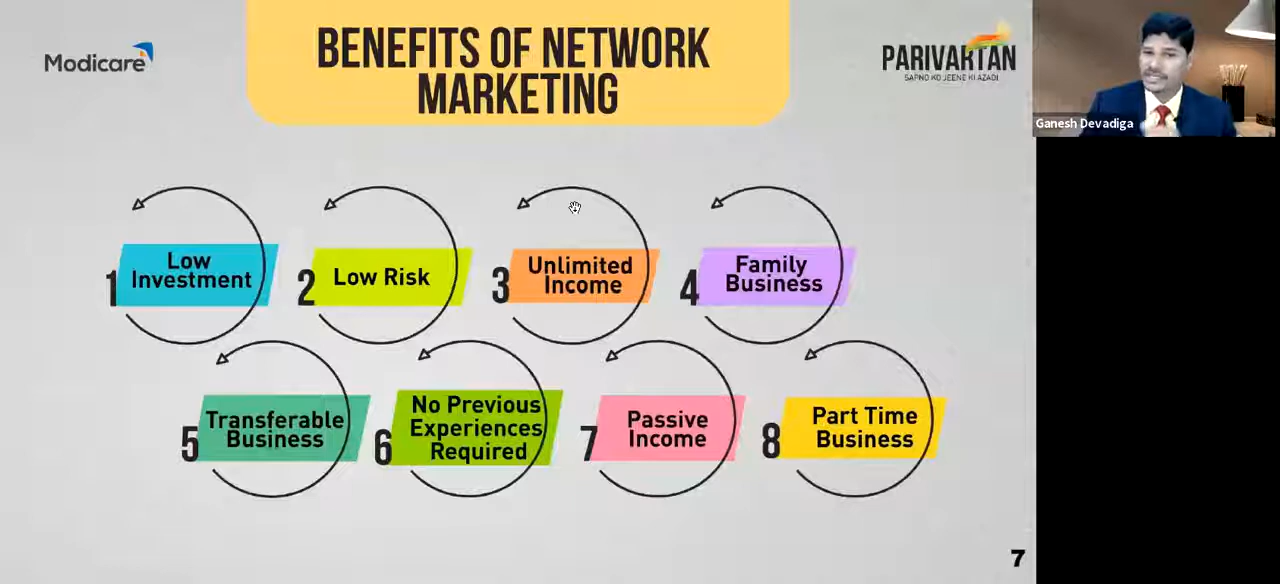 BENEFITS OF NETWORK
MARKETING
Modicare
PARIVARTAN
SAPNO KO JEENE KI AZADI
Ganesh Devadiga
1
Low
Investment
2
Low Risk
3
Unlimited
Income
4
Family
Business
5
Transferable
Business
6
No Previous
Experiences
Required
7
Passive
Income
8
Part Time
Business
7